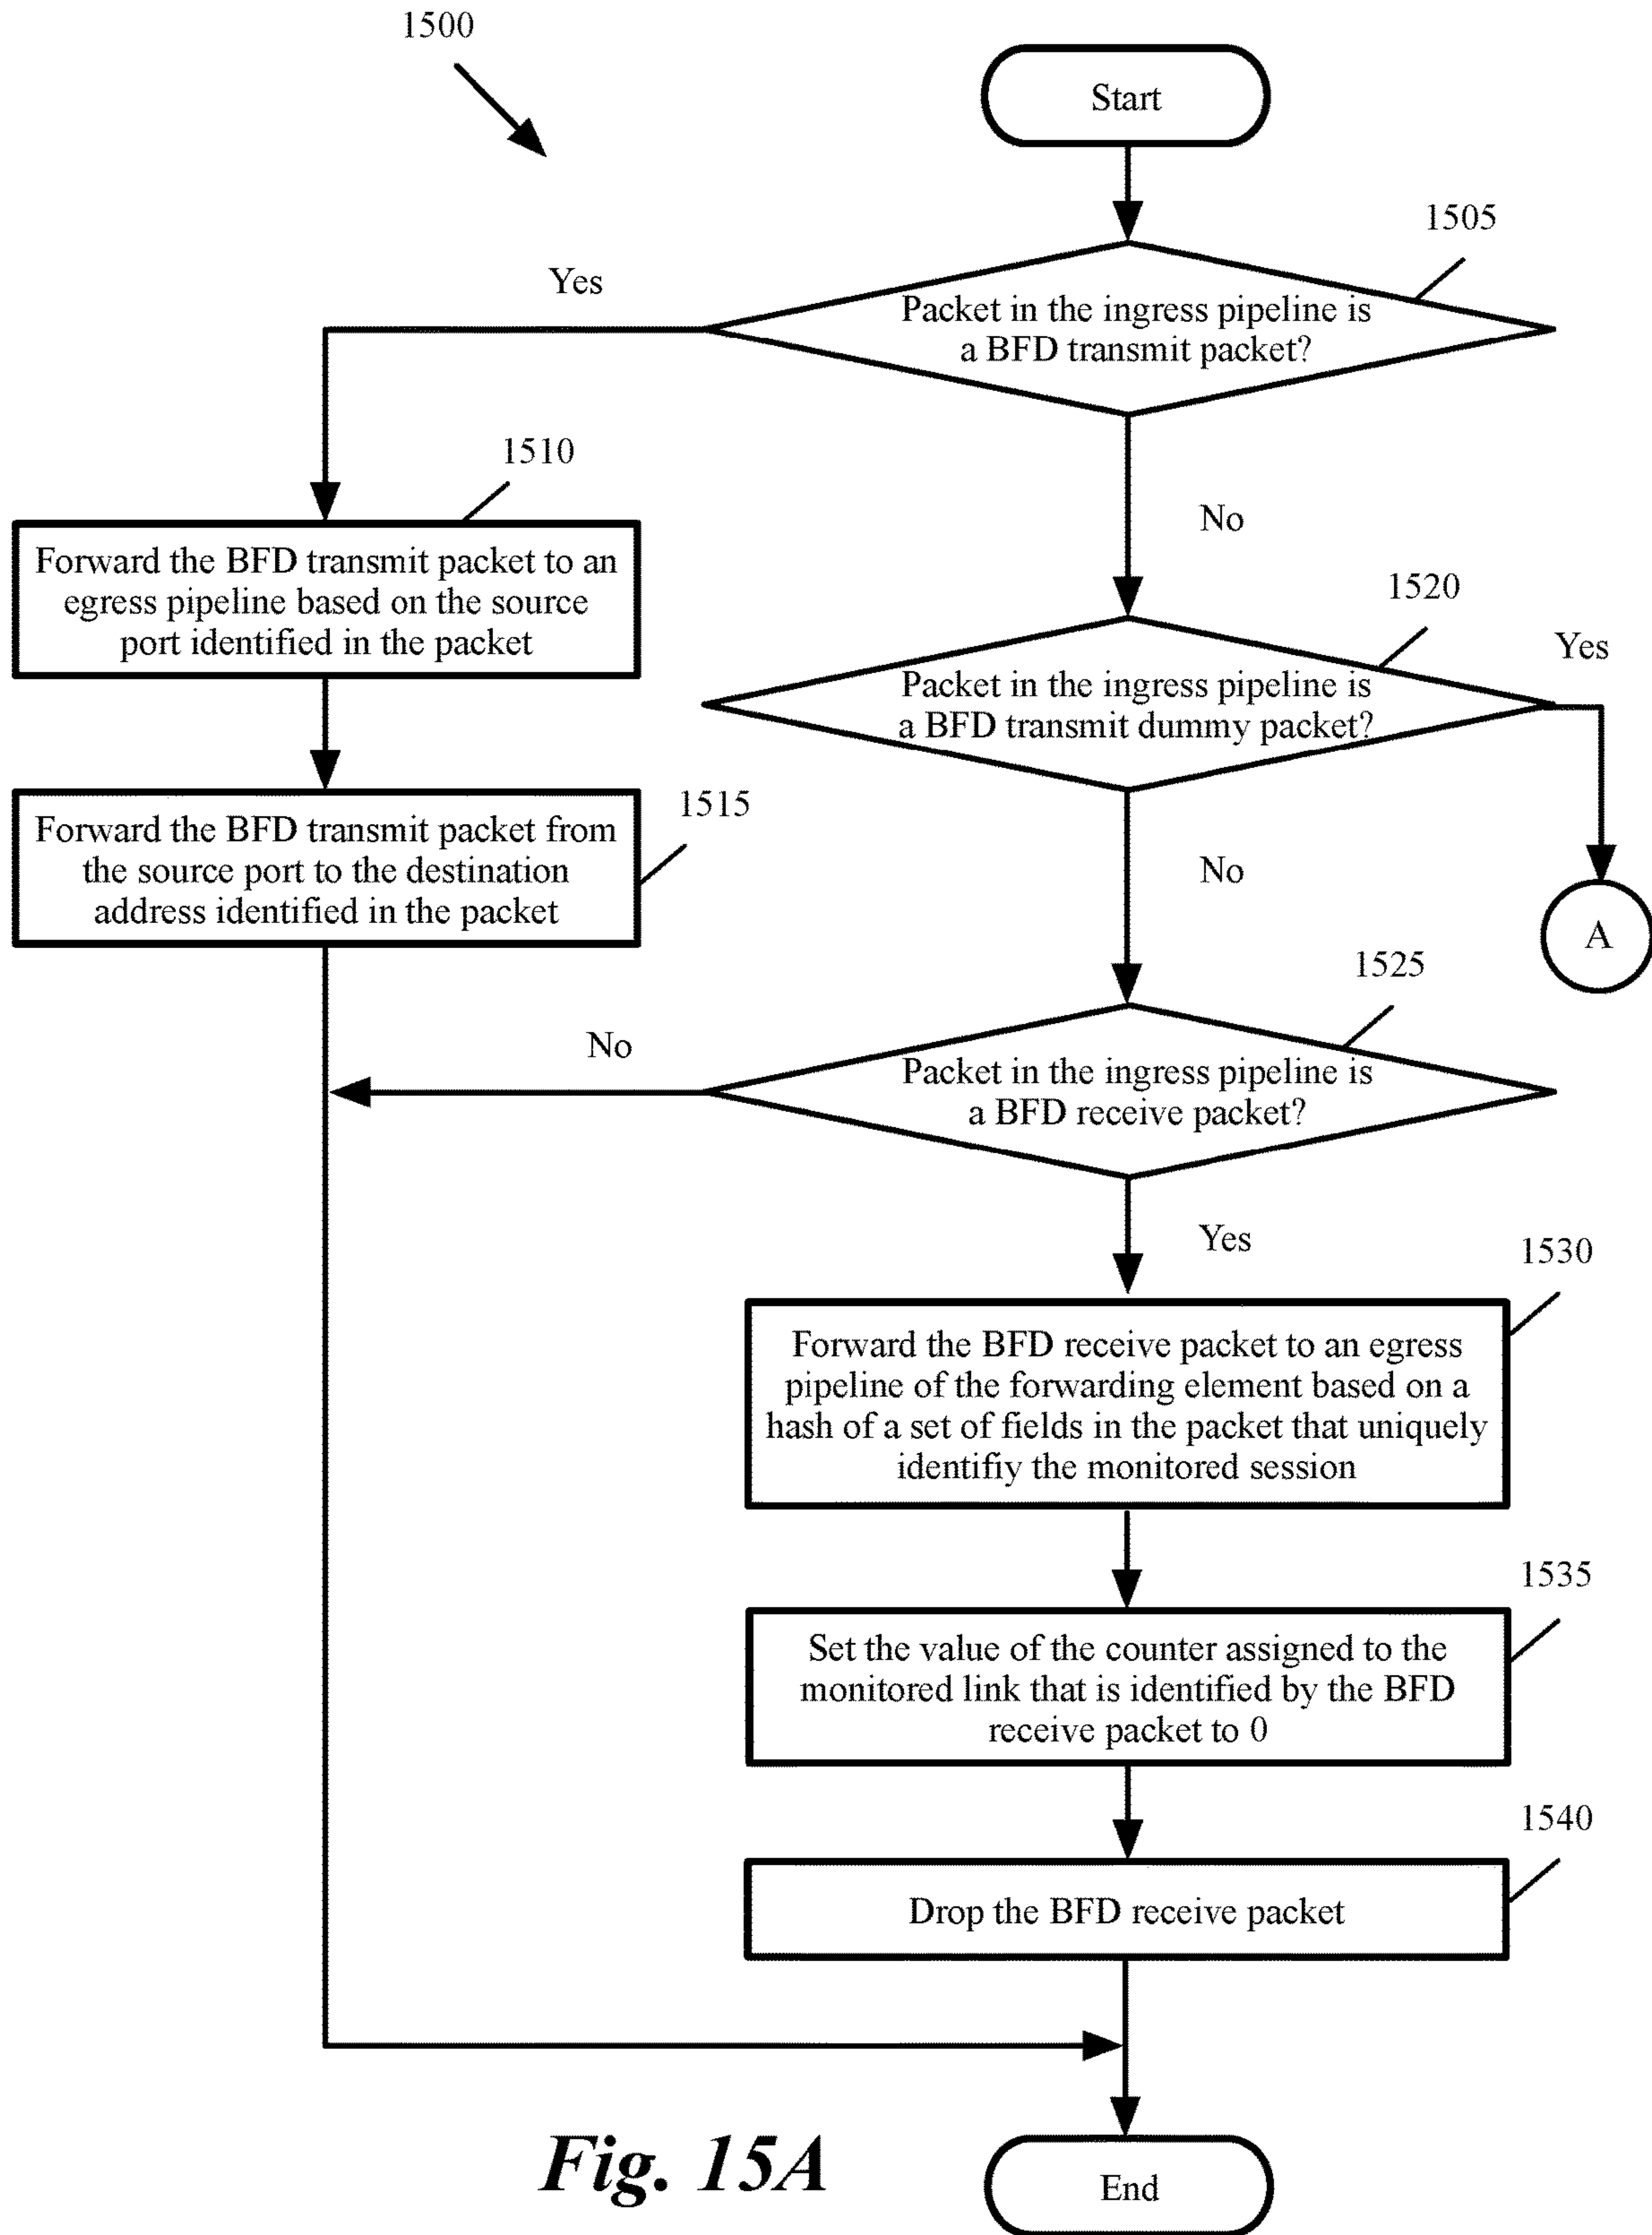 1500
Start
1505
Yes
Packet in the ingress pipeline is
a BFD transmit packet?
1510
No
Forward the BFD transmit packet to an
egress pipeline based on the source
port identified in the packet
1520
Yes
Packet in the ingress pipeline is
a BFD transmit dummy packet?
1515
Forward the BFD transmit packet from
the source port to the destination
address identified in the packet
No
A
1525
No
Packet in the ingress pipeline is
a BFD receive packet?
Yes
1530
Forward the BFD receive packet to an egress
pipeline of the forwarding element based on a
hash of a set of fields in the packet that uniquely
identifiy the monitored session
1535
Set the value of the counter assigned to the
monitored link that is identified by the BFD
receive packet to 0
1540
Drop the BFD receive packet
Fig. 15A
End